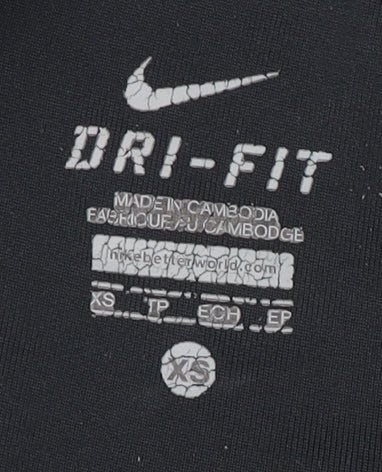 DRI-FIT
MADE IN CAMBODIA
FABRIQUE AU CAMBODGE
nikebetterworld.com
XS TP ECH EP
XS